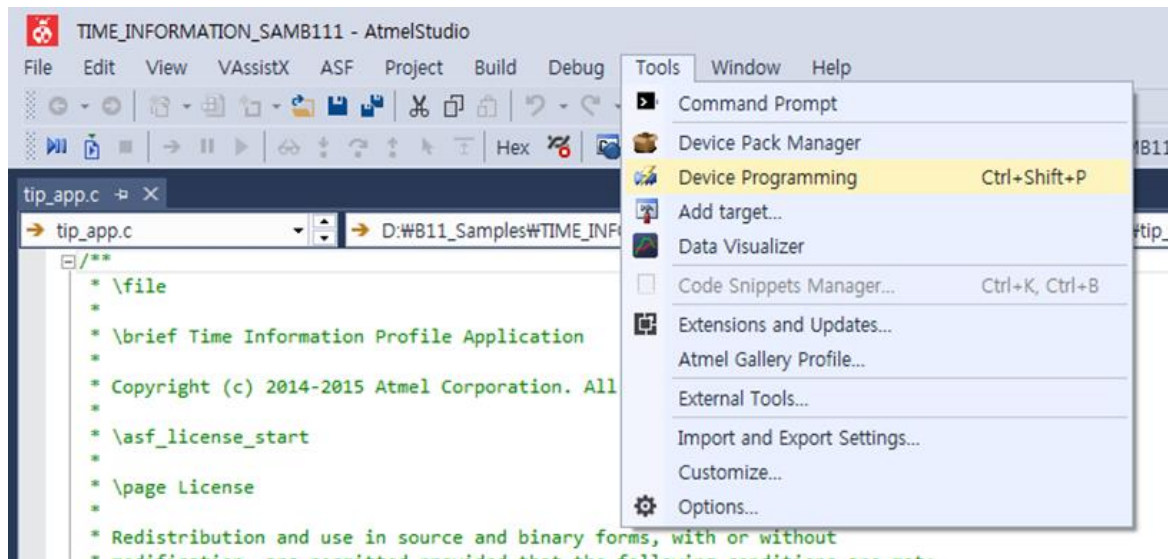 TIME_INFORMATION_SAMB111 - AtmelStudio
File Edit View VAssistX ASF Project Build Debug Tools Window Help
Hex
tip_app.c
tip_app.c
D:₩B11_Samples₩TIME_INF
Command Prompt
Device Pack Manager
Device Programming Ctrl+Shift+P
Add target...
Data Visualizer
Code Snippets Manager... Ctrl+K, Ctrl+B
Extensions and Updates...
Atmel Gallery Profile...
External Tools...
Import and Export Settings...
Customize...
Options...
/**
* \file
*
* \brief Time Information Profile Application
*
* Copyright (c) 2014-2015 Atmel Corporation. All
*
* \asf_license_start
*
* \page License
*
* Redistribution and use in source and binary forms, with or without